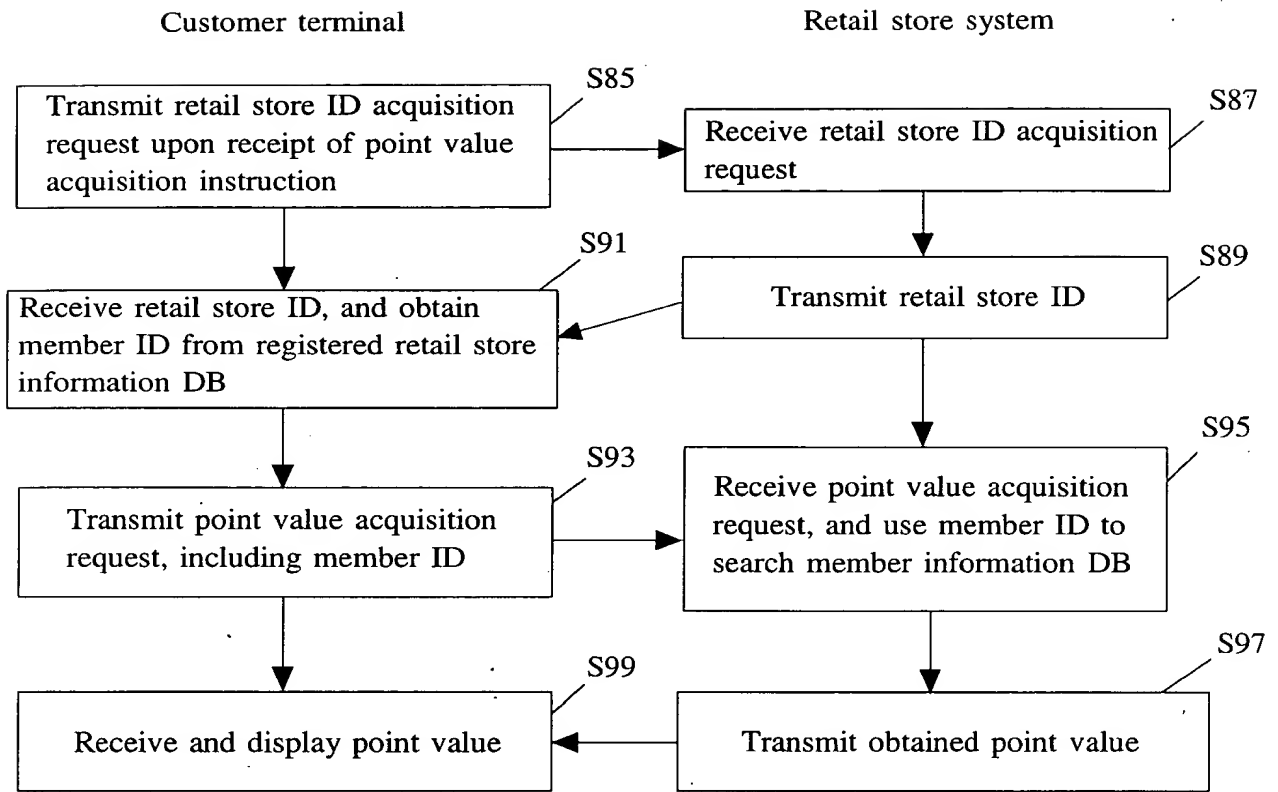 Customer terminal
Retail store system
S85
Transmit retail store ID acquisition
request upon receipt of point value
acquisition instruction
S87
Receive retail store ID acquisition
request
S91
Receive retail store ID, and obtain
member ID from registered retail store
information DB
S89
Transmit retail store ID
S93
Transmit point value acquisition
request, including member ID
S95
Receive point value acquisition
request, and use member ID to
search member information DB
S99
Receive and display point value
S97
Transmit obtained point value